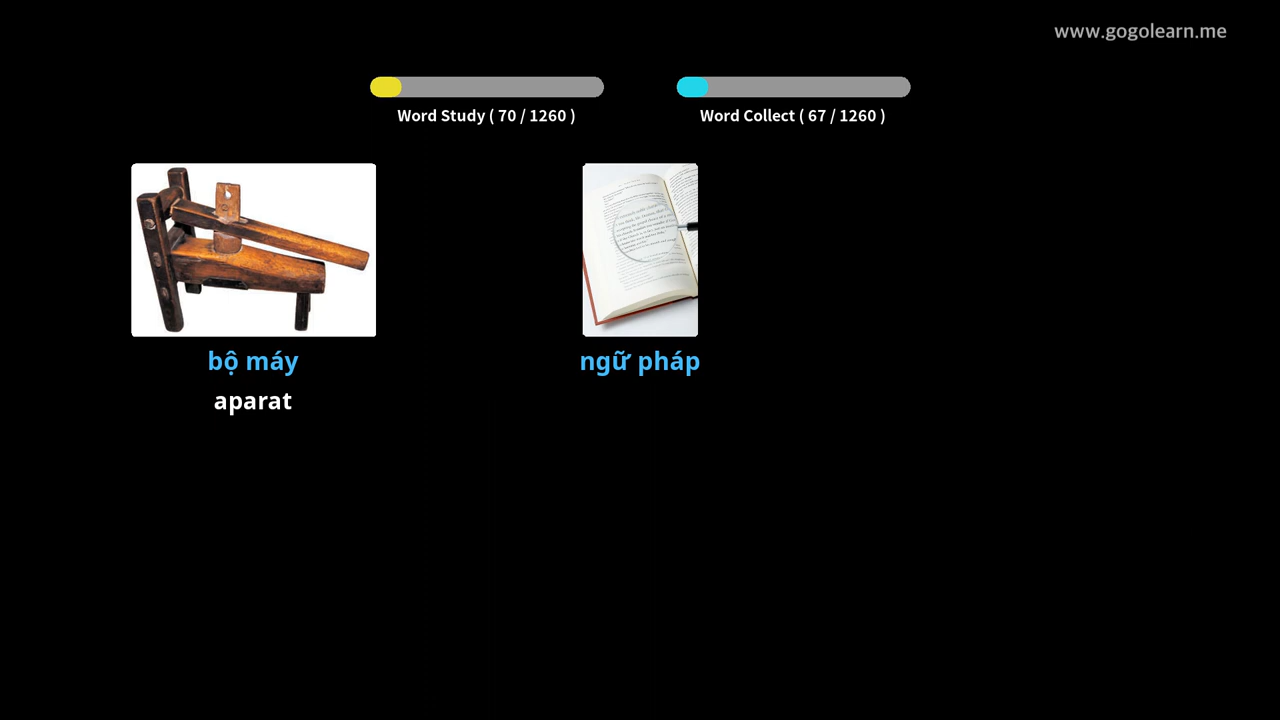 www.gogolearn.me
Word Study ( 70 / 1260 )
Word Collect ( 67 / 1260 )
bộ máy
aparat
ngữ pháp